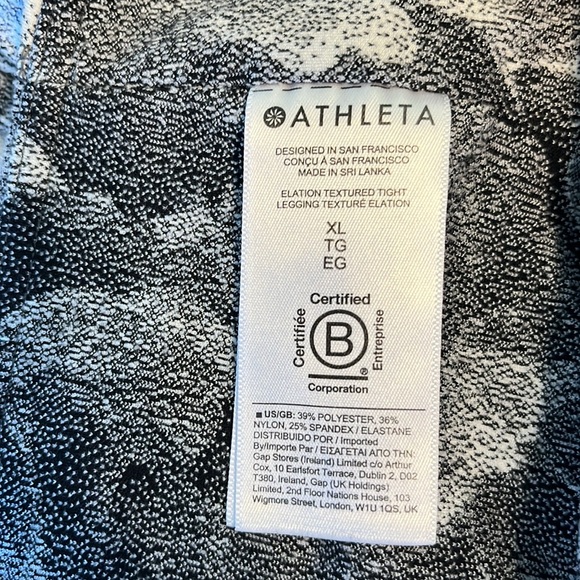 ATHLETA
DESIGNED IN SAN FRANCISCO
CONÇU À SAN FRANCISCO
MADE IN SRI LANKA
ELATION TEXTURED TIGHT
LEGGING TEXTURÉ ELATION
XL
TG
EG
Certified
Certifiée
B
Entreprise
Corporation
■ US/GB: 39% POLYESTER, 36%
NYLON, 25% SPANDEX / ELASTANE
DISTRIBUIDO POR / Imported
By/Importe Par / ΕΙΣΑΓΕΤΑΙ ΑΠΟ ΤΗΝ:
Gap Stores (Ireland) Limited c/o Arthur
Cox, 10 Earlsfort Terrace, Dublin 2, D02
T380, Ireland, Gap (UK Holdings)
Limited, 2nd Floor Nations House, 103
Wigmore Street, London, W1U 1QS, UK